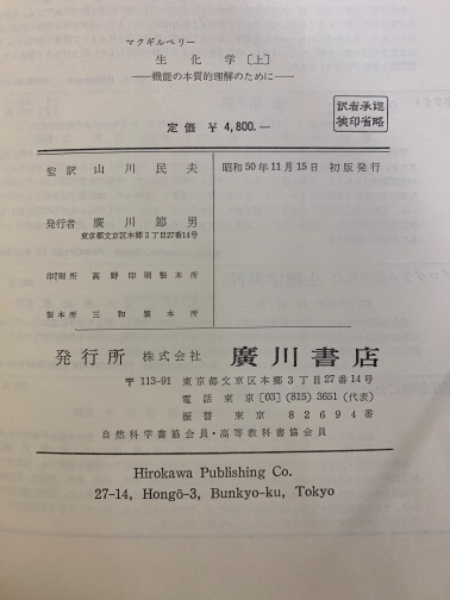 マクギルベリー
生化学〔上〕
――機能の本質的理解のために――
定価 ¥ 4,800.―
訳者承認
検印省略
監訳 山川民夫
昭和50年11月15日 初版発行
発行者 廣川節男
東京都文京区本郷3丁目27番14号
印刷所 高野印刷製本所
製本所 三和製本所
発行所 株式会社 廣川書店
〒 113-91 東京都文京区本郷3丁目27番14号
電話 東京〔03〕(815) 3651 (代表)
振替 東京 82694番
自然科学書協会員・高等教科書協会員
Hirokawa Publishing Co.
27-14, Hongō-3, Bunkyo-ku, Tokyo